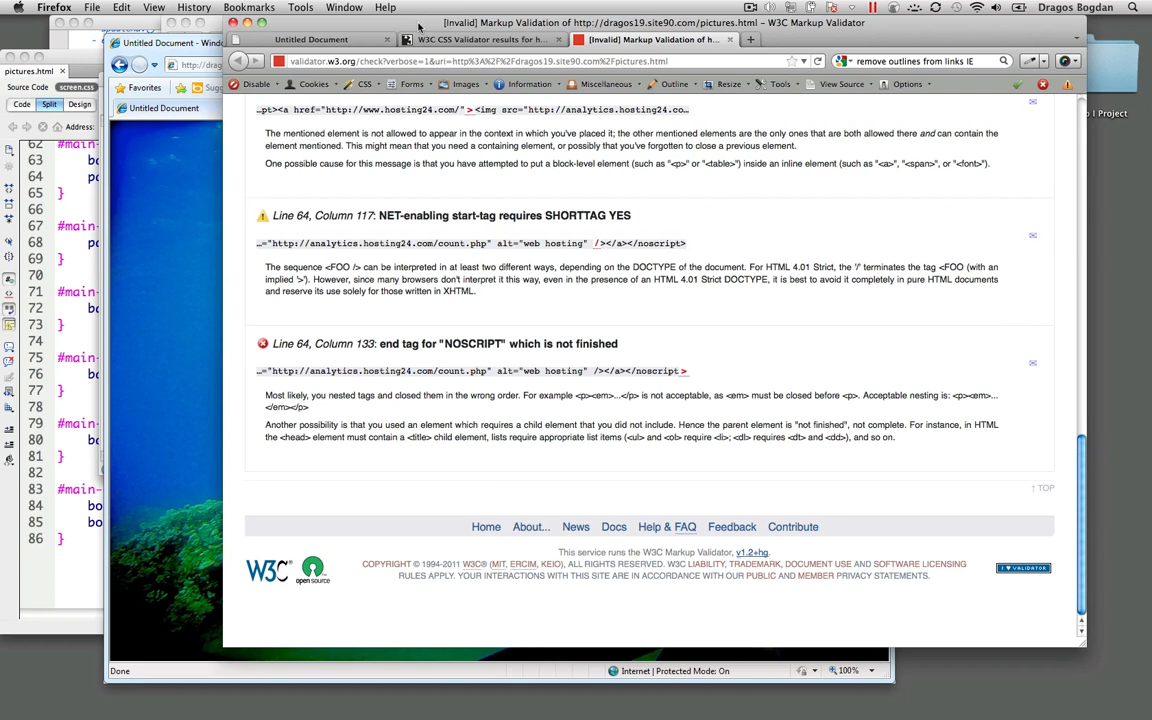 Firefox File Edit View History Bookmarks Tools Window Help Dragos Bogdan
[Invalid] Markup Validation of http://dragos19.site90.com/pictures.html – W3C Markup Validator
Untitled Document W3C CSS Validator results for h... [Invalid] Markup Validation of h...
validator.w3.org/check?verbose=1&uri=http%3A%2F%2Fdragos19.site90.com%2Fpictures.html remove outlines from links IE
Disable Cookies CSS Forms Images Information Miscellaneous Outline Resize Tools View Source Options
Untitled Document - Windo
http://drag
Favorites Sugg
Untitled Document
pictures.html
Source Code screen.css
Code Split Design
Address:
62 ba
63 bo
64 po
65 }
66
67 #main-
68 po
69 }
70
71 #main-
72 bo
73 }
74
75 #main-
76 bo
77 }
78
79 #main-
80 bo
81 }
82
83 #main-
84 bo
85 bo
86 }
...pt><a href="http://www.hosting24.com/"><img src="http://analytics.hosting24.co...
The mentioned element is not allowed to appear in the context in which you've placed it; the other mentioned elements are the only ones that are both allowed there and can contain the
element mentioned. This might mean that you need a containing element, or possibly that you've forgotten to close a previous element.
One possible cause for this message is that you have attempted to put a block-level element (such as "<p>" or "<table>") inside an inline element (such as "<a>", "<span>", or "<font>").
Line 64, Column 117: NET-enabling start-tag requires SHORTTAG YES
…="http://analytics.hosting24.com/count.php" alt="web hosting" /></a></noscript>
The sequence <FOO /> can be interpreted in at least two different ways, depending on the DOCTYPE of the document. For HTML 4.01 Strict, the '/' terminates the tag <FOO (with an
implied '>'). However, since many browsers don't interpret it this way, even in the presence of an HTML 4.01 Strict DOCTYPE, it is best to avoid it completely in pure HTML documents
and reserve its use solely for those written in XHTML.
Line 64, Column 133: end tag for "NOSCRIPT" which is not finished
…="http://analytics.hosting24.com/count.php" alt="web hosting" /></a></noscript>
Most likely, you nested tags and closed them in the wrong order. For example <p><em>...</p> is not acceptable, as <em> must be closed before <p>. Acceptable nesting is: <p><em>...
</em></p>
Another possibility is that you used an element which requires a child element that you did not include. Hence the parent element is "not finished", not complete. For instance, in HTML
the <head> element must contain a <title> child element, lists require appropriate list items (<ul> and <ol> require <li>; <dl> requires <dt> and <dd>), and so on.
↑ TOP
Home About... News Docs Help & FAQ Feedback Contribute
W3C open source
This service runs the W3C Markup Validator, v1.2+hg.
COPYRIGHT © 1994-2011 W3C® (MIT, ERCIM, KEIO), ALL RIGHTS RESERVED. W3C LIABILITY, TRADEMARK, DOCUMENT USE AND SOFTWARE LICENSING
RULES APPLY. YOUR INTERACTIONS WITH THIS SITE ARE IN ACCORDANCE WITH OUR PUBLIC AND MEMBER PRIVACY STATEMENTS.
I ♥ VALIDATOR
Done Internet | Protected Mode: On 100%
l Project